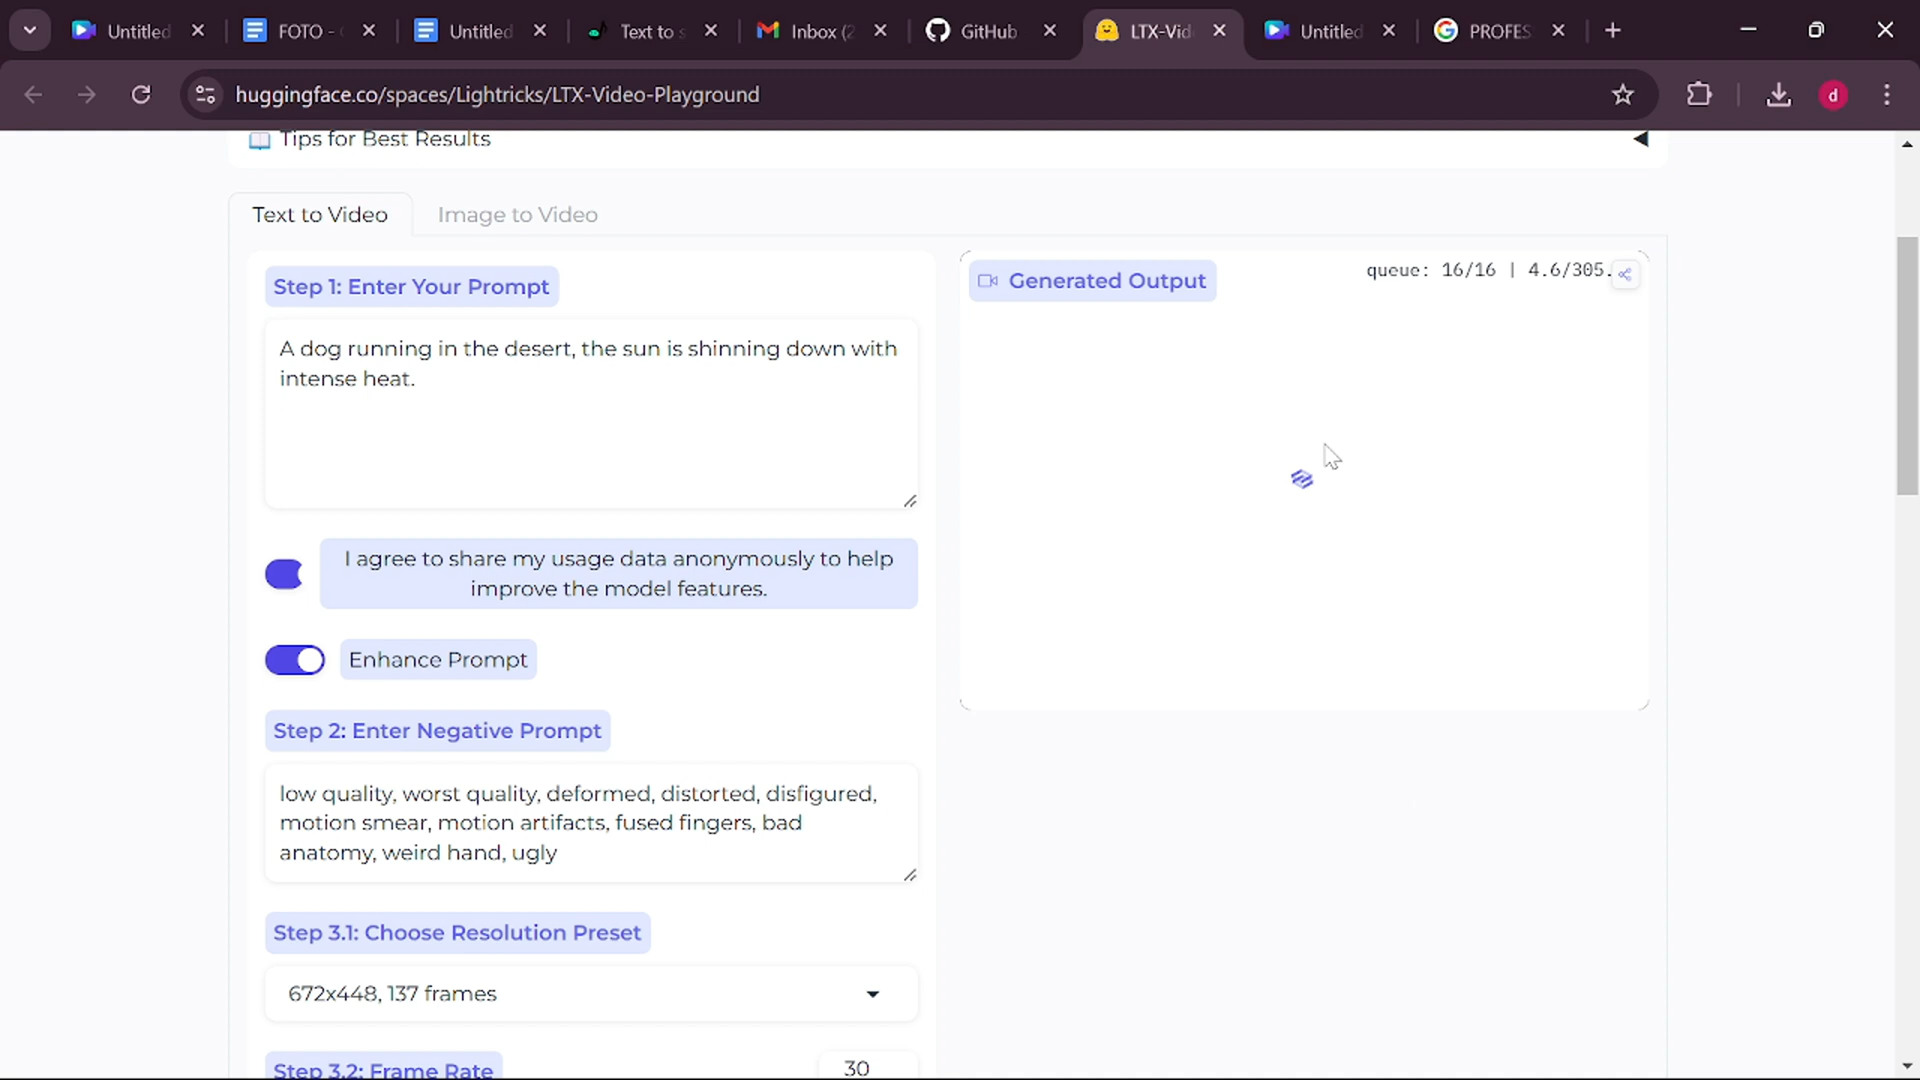 Untitled
FOTO -
Untitled
Text to s
Inbox (2
GitHub
LTX-Vid
Untitled
PROFES
huggingface.co/spaces/Lightricks/LTX-Video-Playground
d
Tips for Best Results
Text to Video
Image to Video
Step 1: Enter Your Prompt
A dog running in the desert, the sun is shinning down with
intense heat.
I agree to share my usage data anonymously to help
improve the model features.
Enhance Prompt
Step 2: Enter Negative Prompt
low quality, worst quality, deformed, distorted, disfigured,
motion smear, motion artifacts, fused fingers, bad
anatomy, weird hand, ugly
Step 3.1: Choose Resolution Preset
672x448, 137 frames
Step 3.2: Frame Rate
30
Generated Output
queue: 16/16 | 4.6/305.